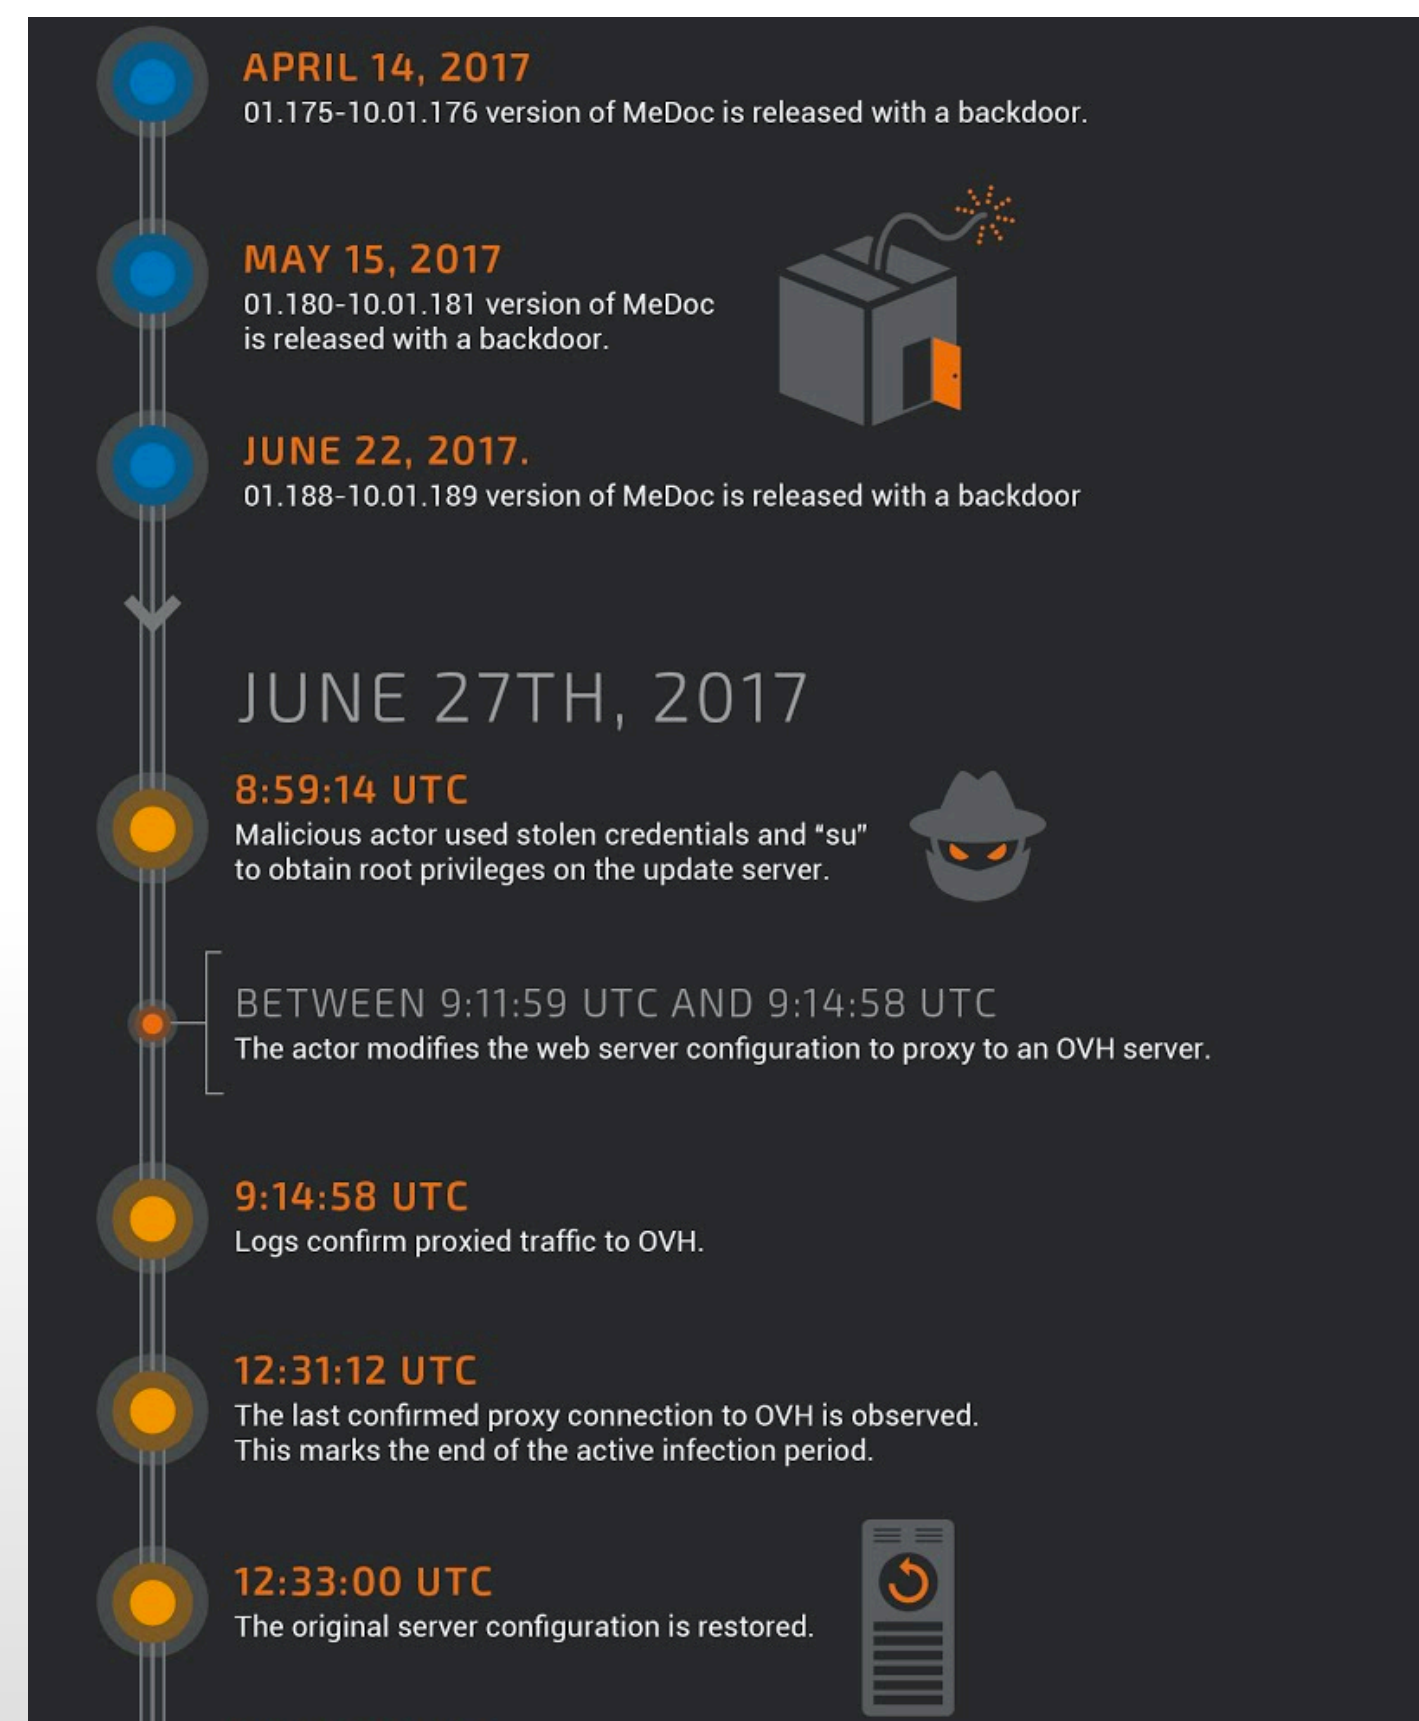 APRIL 14, 2017
01.175-10.01.176 version of MeDoc is released with a backdoor.
MAY 15, 2017
01.180-10.01.181 version of MeDoc
is released with a backdoor.
JUNE 22, 2017.
01.188-10.01.189 version of MeDoc is released with a backdoor
JUNE 27TH, 2017
8:59:14 UTC
Malicious actor used stolen credentials and “su”
to obtain root privileges on the update server.
BETWEEN 9:11:59 UTC AND 9:14:58 UTC
The actor modifies the web server configuration to proxy to an OVH server.
9:14:58 UTC
Logs confirm proxied traffic to OVH.
12:31:12 UTC
The last confirmed proxy connection to OVH is observed.
This marks the end of the active infection period.
12:33:00 UTC
The original server configuration is restored.